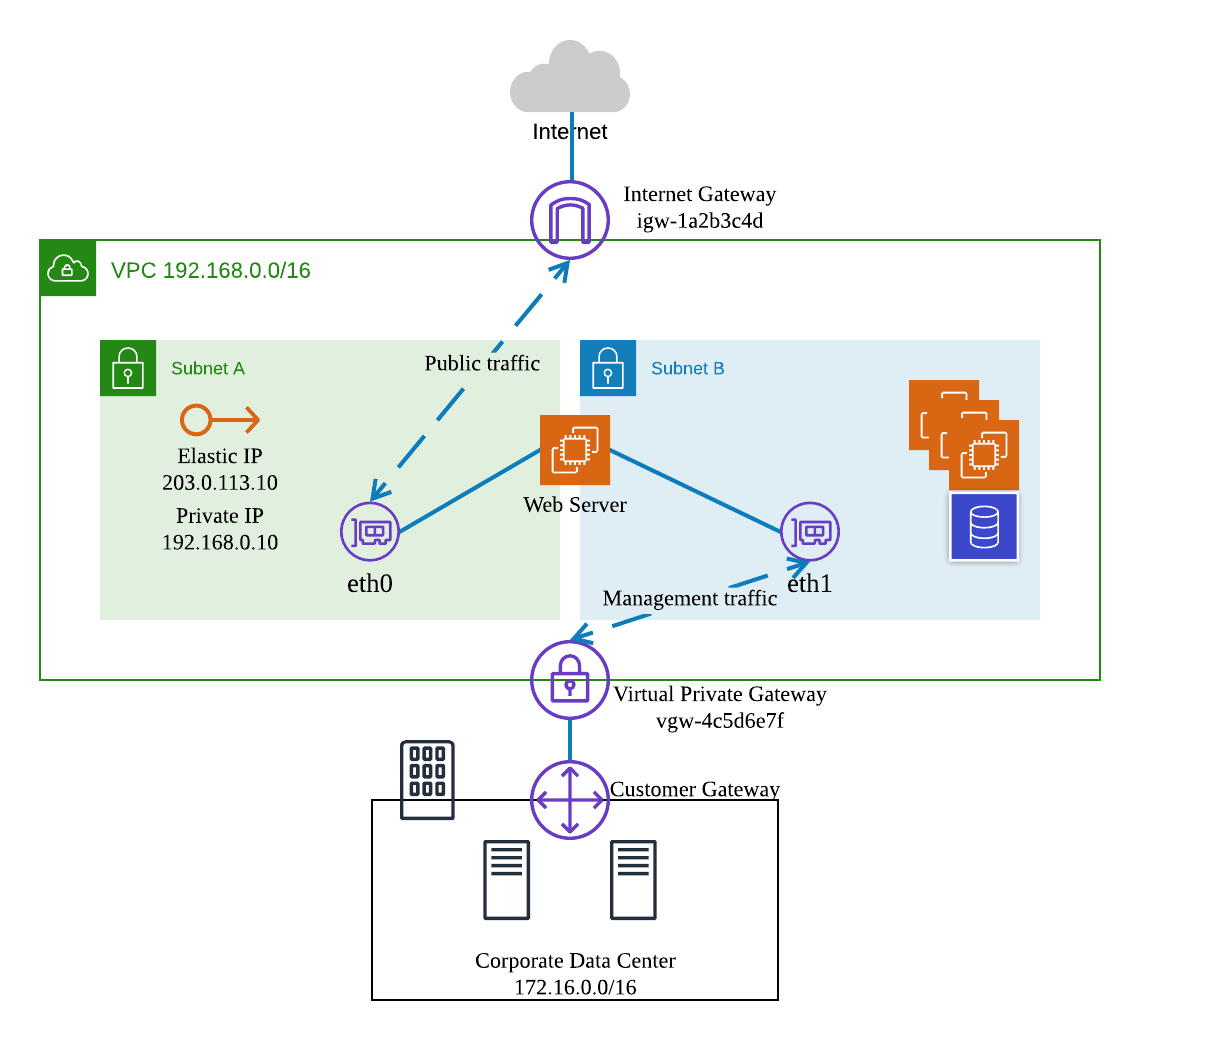 Internet
Internet Gateway
igw-1a2b3c4d
VPC 192.168.0.0/16
Subnet A
Public traffic
Subnet B
Elastic IP
203.0.113.10
Private IP
192.168.0.10
Web Server
eth0
eth1
Management traffic
Virtual Private Gateway
vgw-4c5d6e7f
Customer Gateway
Corporate Data Center
172.16.0.0/16